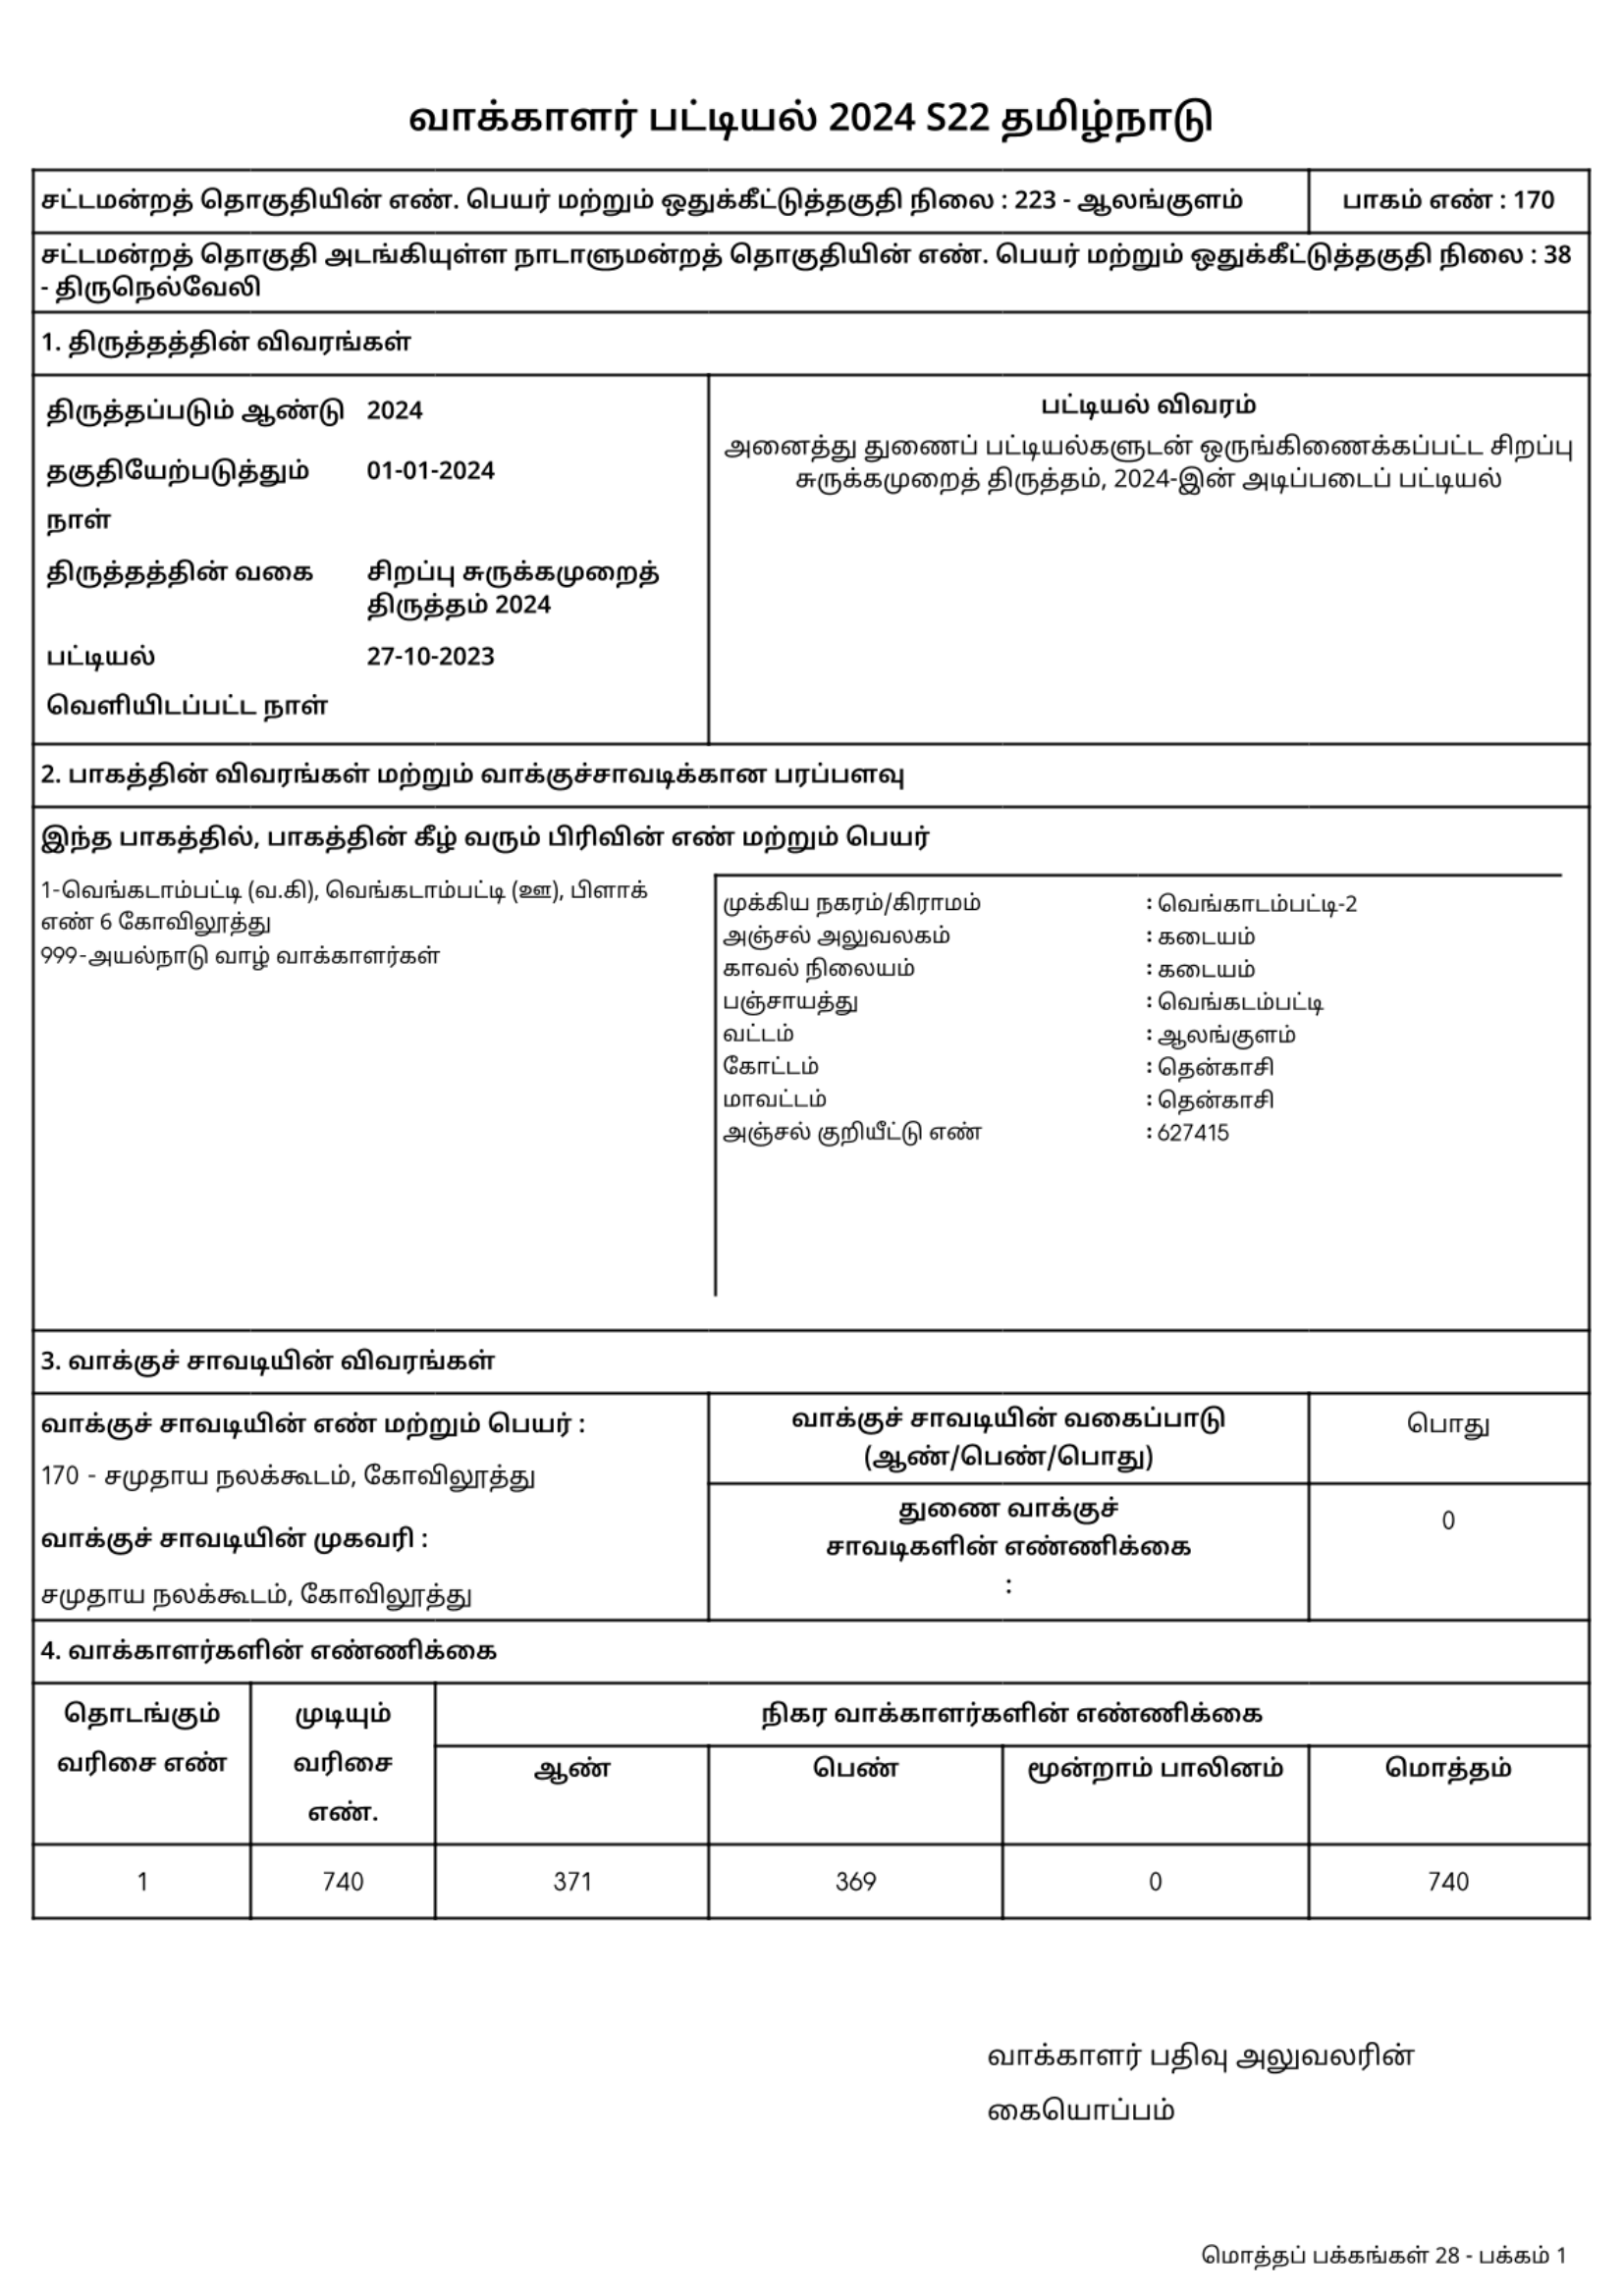 வாக்காளர் பட்டியல் 2024 S22 தமிழ்நாடு
சட்டமன்றத் தொகுதியின் எண். பெயர் மற்றும் ஒதுக்கீட்டுத்தகுதி நிலை : 223 - ஆலங்குளம்
பாகம் எண் : 170
சட்டமன்றத் தொகுதி அடங்கியுள்ள நாடாளுமன்றத் தொகுதியின் எண். பெயர் மற்றும் ஒதுக்கீட்டுத்தகுதி நிலை : 38
- திருநெல்வேலி
1. திருத்தத்தின் விவரங்கள்
திருத்தப்படும் ஆண்டு 2024
தகுதியேற்படுத்தும் 01-01-2024
நாள்
திருத்தத்தின் வகை சிறப்பு சுருக்கமுறைத்
திருத்தம் 2024
பட்டியல் 27-10-2023
வெளியிடப்பட்ட நாள்
பட்டியல் விவரம்
அனைத்து துணைப் பட்டியல்களுடன் ஒருங்கிணைக்கப்பட்ட சிறப்பு
சுருக்கமுறைத் திருத்தம், 2024-இன் அடிப்படைப் பட்டியல்
2. பாகத்தின் விவரங்கள் மற்றும் வாக்குச்சாவடிக்கான பரப்பளவு
இந்த பாகத்தில், பாகத்தின் கீழ் வரும் பிரிவின் எண் மற்றும் பெயர்
1-வெங்கடாம்பட்டி (வ.கி), வெங்கடாம்பட்டி (ஊ), பிளாக்
எண் 6 கோவிலூத்து
999-அயல்நாடு வாழ் வாக்காளர்கள்
முக்கிய நகரம்/கிராமம் : வெங்காடம்பட்டி-2
அஞ்சல் அலுவலகம் : கடையம்
காவல் நிலையம் : கடையம்
பஞ்சாயத்து : வெங்கடம்பட்டி
வட்டம் : ஆலங்குளம்
கோட்டம் : தென்காசி
மாவட்டம் : தென்காசி
அஞ்சல் குறியீட்டு எண் : 627415
3. வாக்குச் சாவடியின் விவரங்கள்
வாக்குச் சாவடியின் எண் மற்றும் பெயர் :
170 - சமுதாய நலக்கூடம், கோவிலூத்து
வாக்குச் சாவடியின் முகவரி :
சமுதாய நலக்கூடம், கோவிலூத்து
வாக்குச் சாவடியின் வகைப்பாடு
(ஆண்/பெண்/பொது)
பொது
துணை வாக்குச்
சாவடிகளின் எண்ணிக்கை
:
0
4. வாக்காளர்களின் எண்ணிக்கை
தொடங்கும்
வரிசை எண்
முடியும்
வரிசை
எண்.
நிகர வாக்காளர்களின் எண்ணிக்கை
ஆண் பெண் மூன்றாம் பாலினம் மொத்தம்
1 740 371 369 0 740
வாக்காளர் பதிவு அலுவலரின்
கையொப்பம்
மொத்தப் பக்கங்கள் 28 - பக்கம் 1